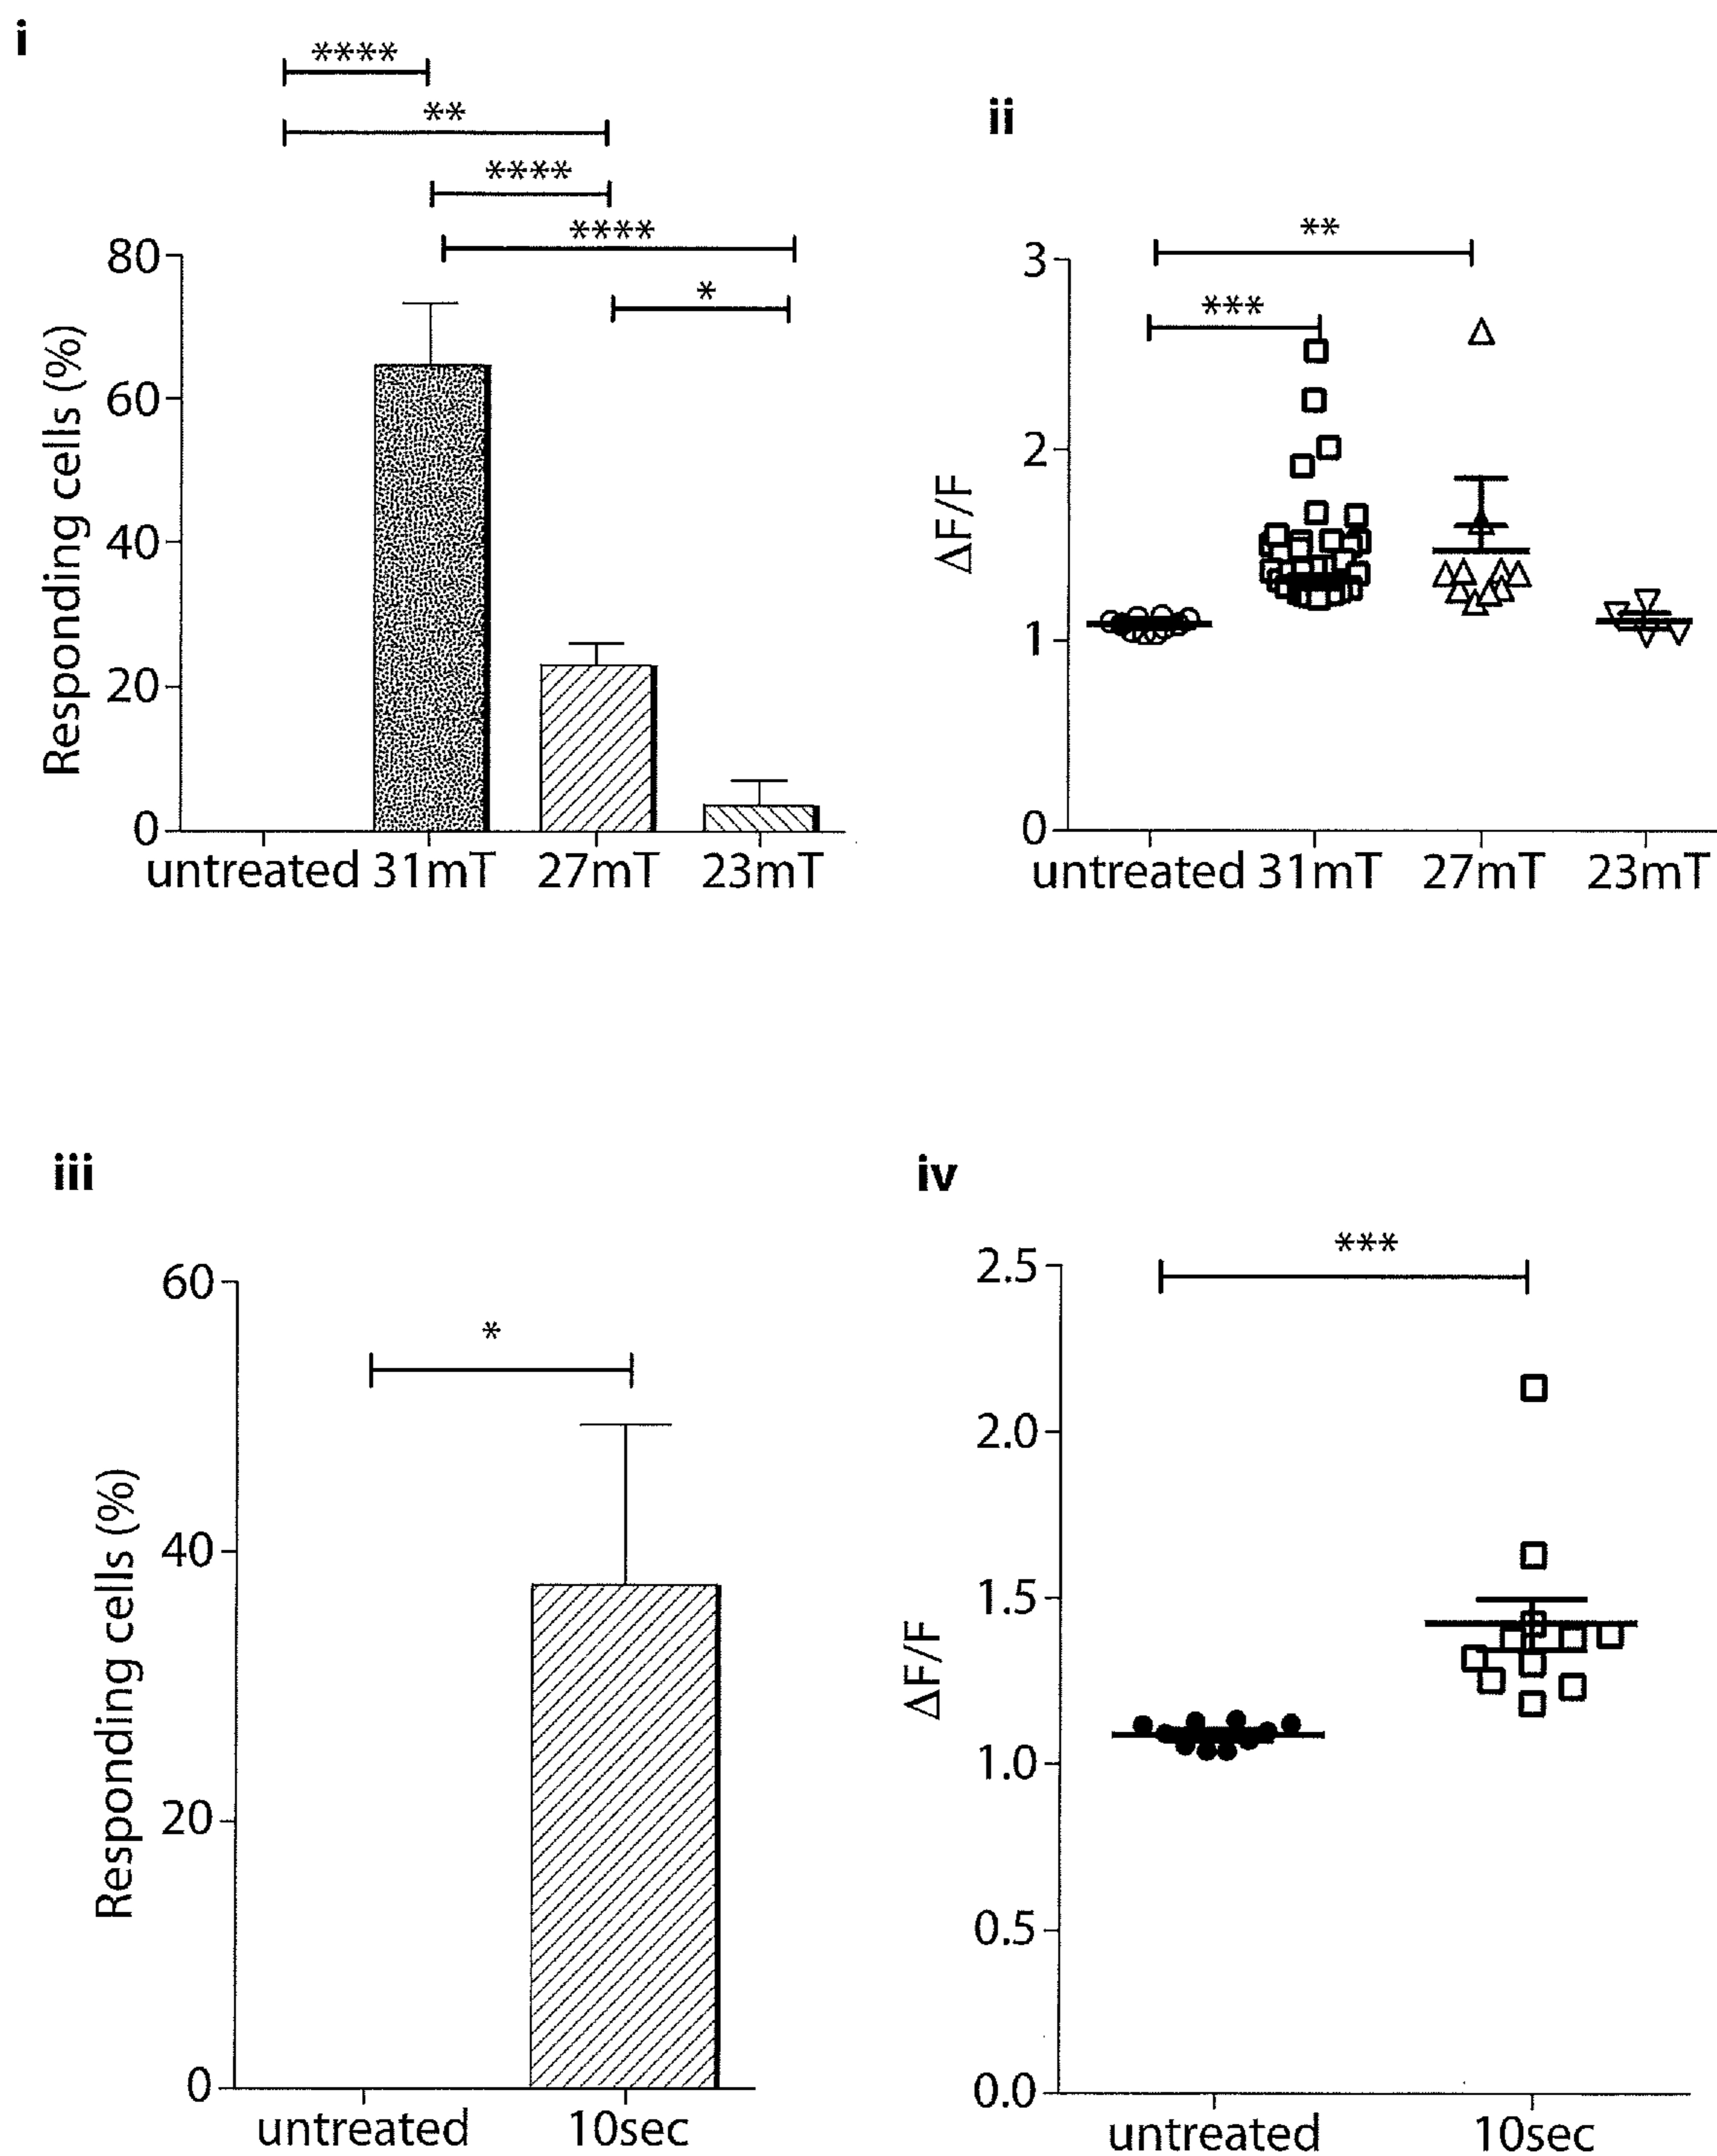 i
****
**
****
****
*
80
60
40
20
0
Responding cells (%)
untreated 31mT 27mT 23mT
ii
**
***
3
2
1
0
ΔF/F
untreated 31mT 27mT 23mT
iii
*
60
40
20
0
Responding cells (%)
untreated 10sec
iv
***
2.5
2.0
1.5
1.0
0.5
0.0
ΔF/F
untreated 10sec